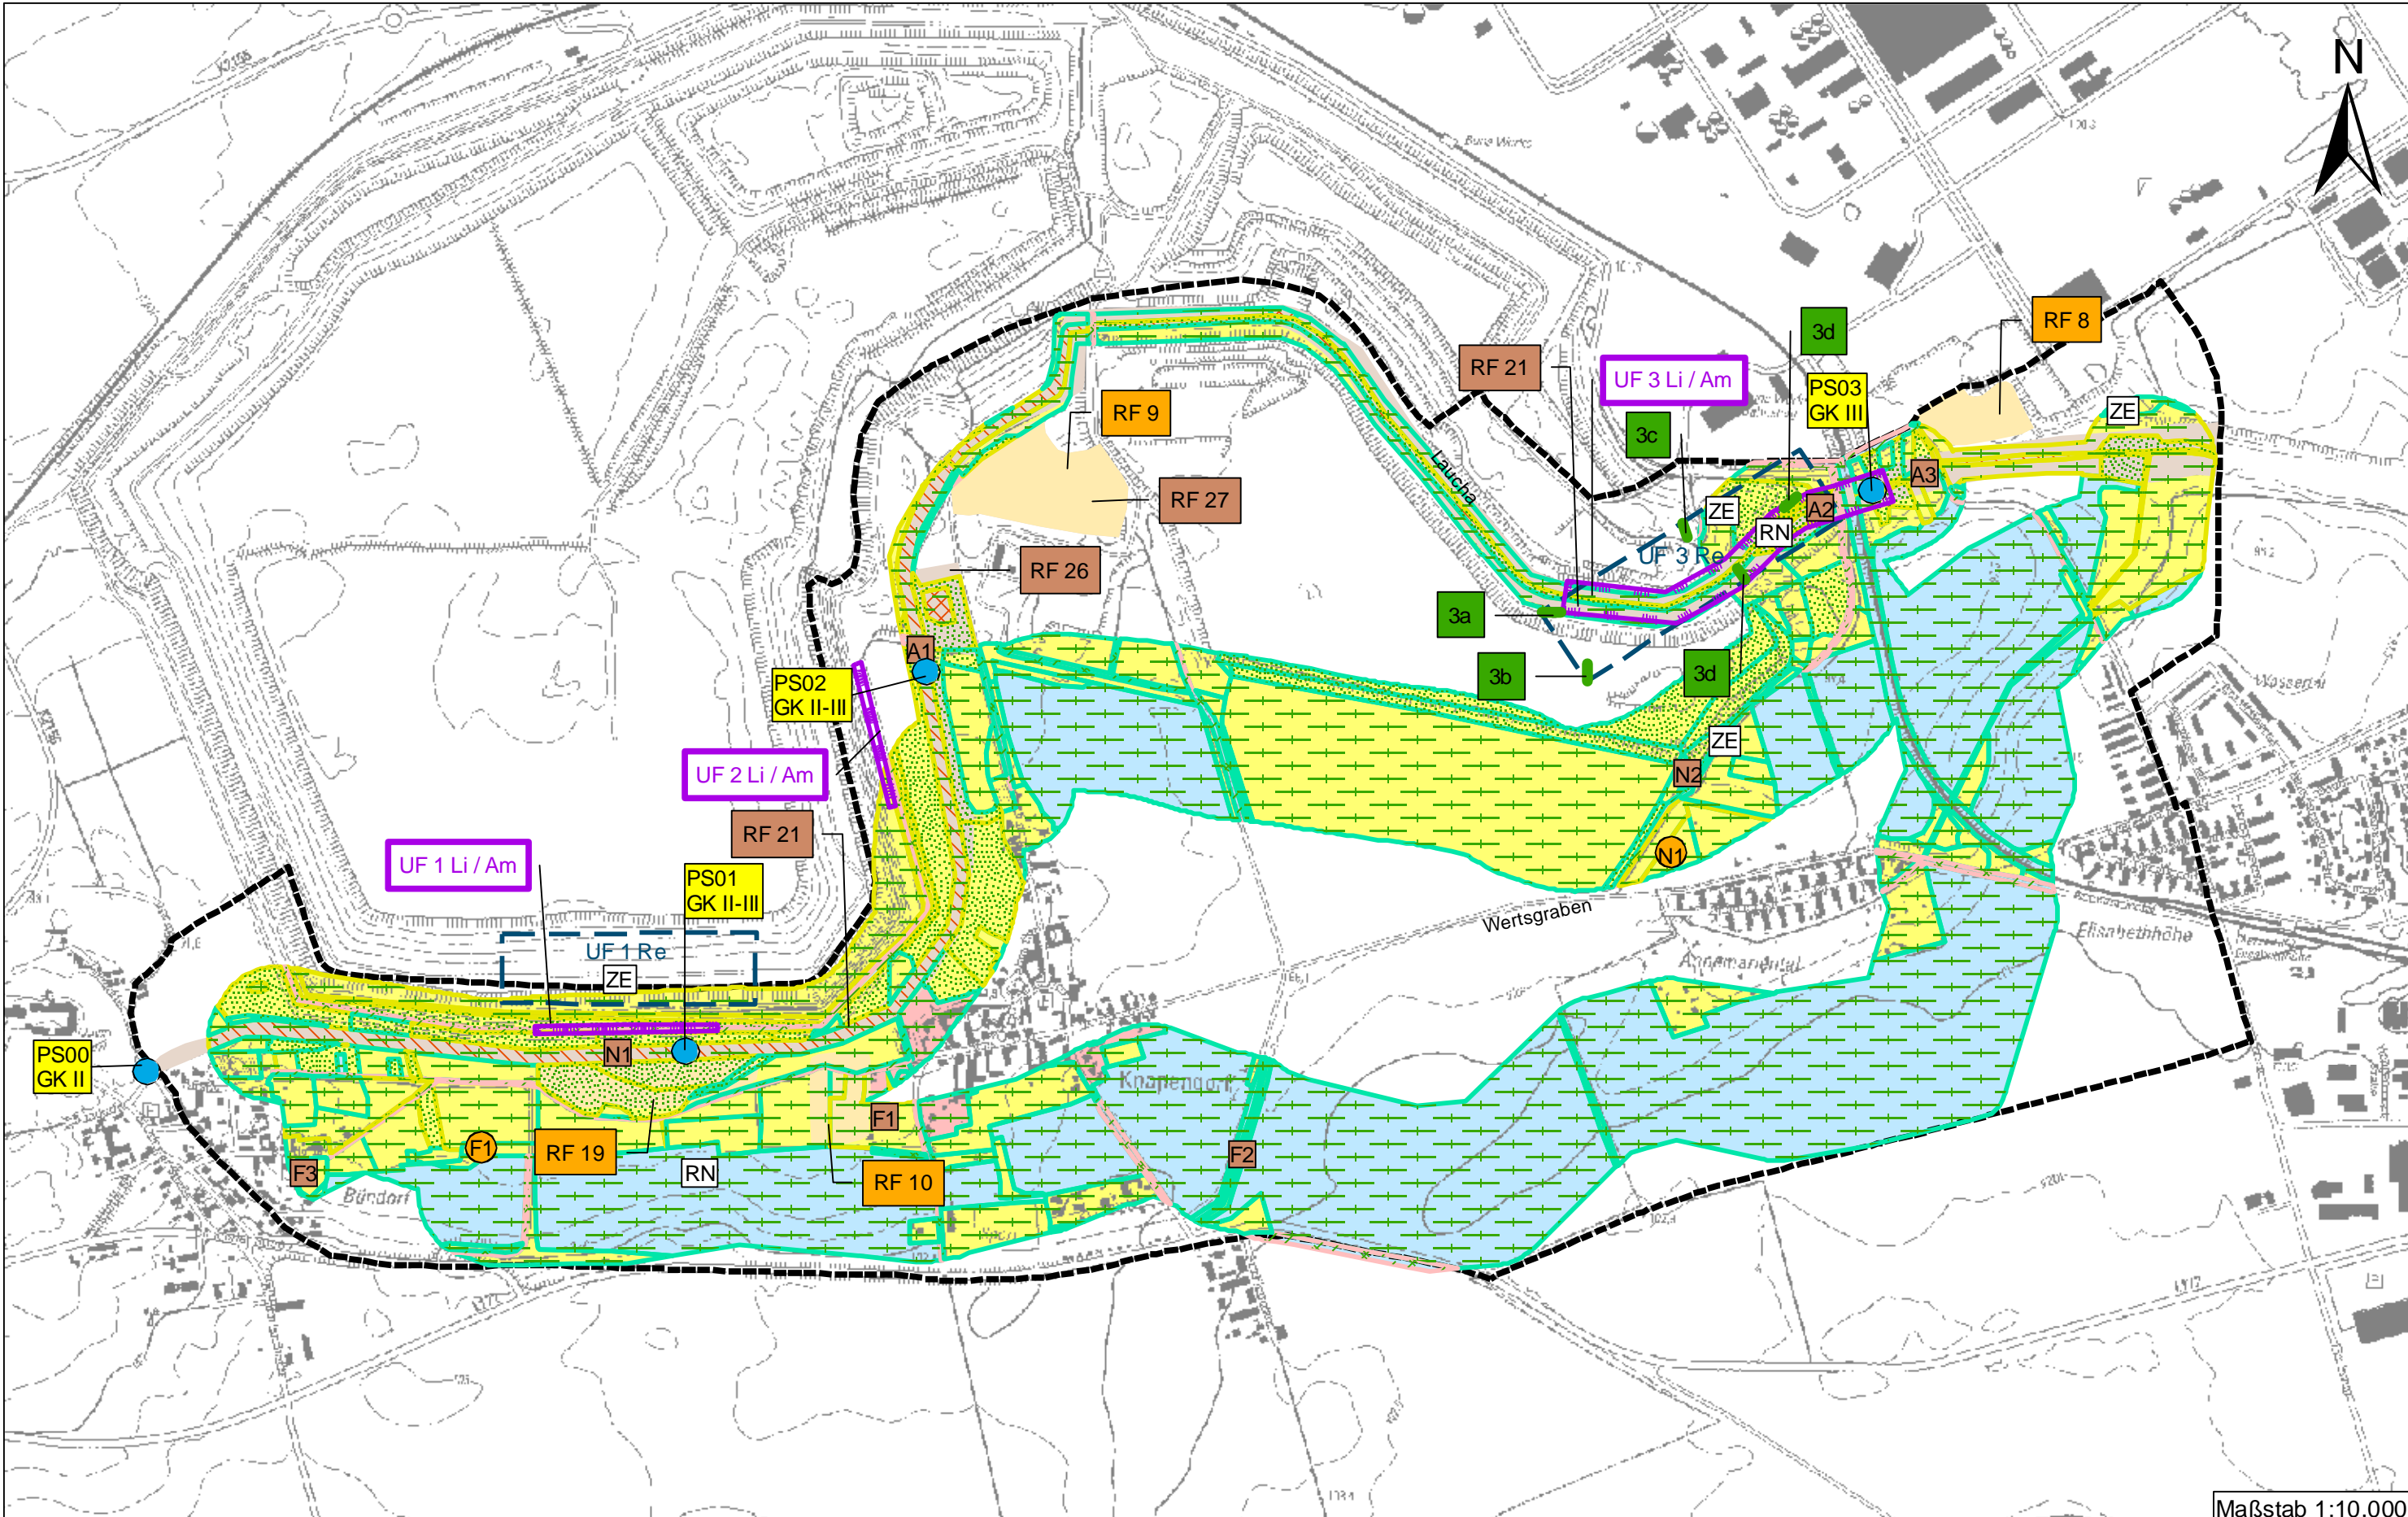 N
Buna Werke
RF 8
3d
RF 21
UF 3 Li / Am
PS03
GK III
RF 9
3c
ZE
Laucha
A3
RF 27
ZE
A2
RN
UF 3 Re
RF 26
3a
A1
3b
3d
PS02
GK II-III
ZE
UF 2 Li / Am
N2
RF 21
UF 1 Li / Am
N1
PS01
GK II-III
Wertsgraben
Elisabethhöhe
UF 1 Re
Annemariental
ZE
PS00
GK II
N1
Knapendorf
F1
F1
RF 19
F2
F3
RN
RF 10
Bündorf
Maßstab 1:10.000